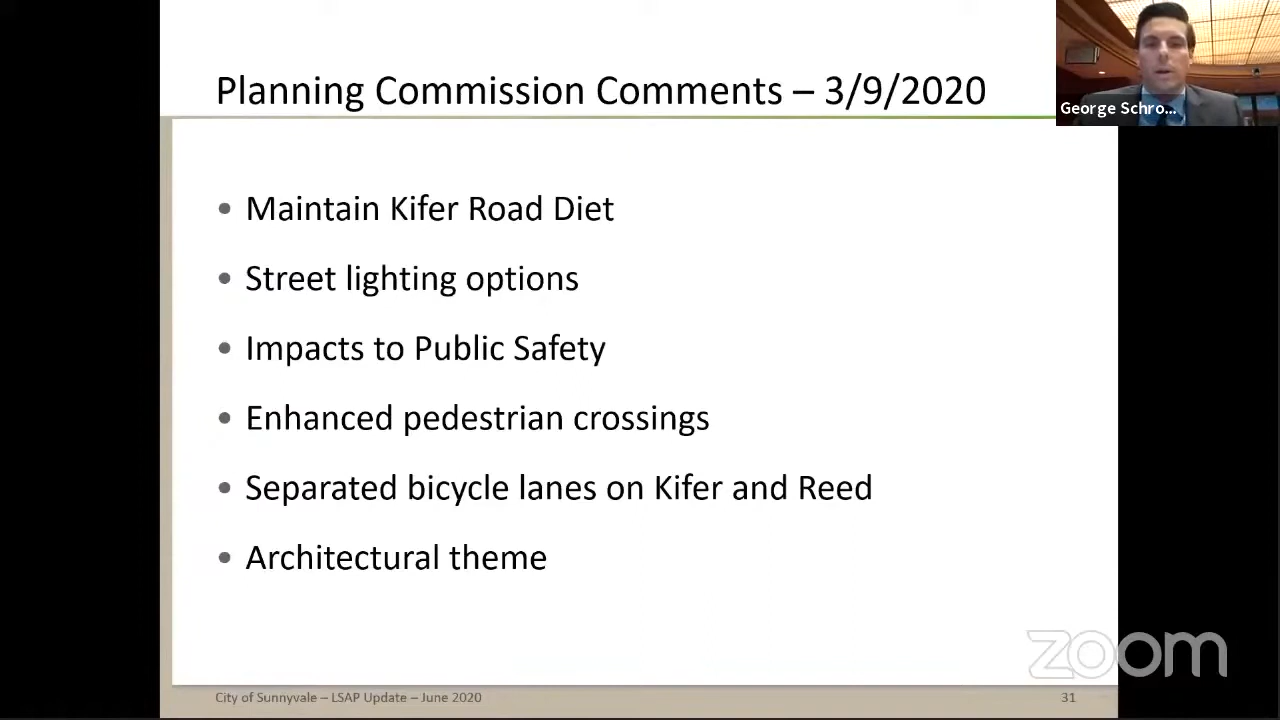 Planning Commission Comments – 3/9/2020
George Schro...
• Maintain Kifer Road Diet
• Street lighting options
• Impacts to Public Safety
• Enhanced pedestrian crossings
• Separated bicycle lanes on Kifer and Reed
• Architectural theme
zoom
City of Sunnyvale – LSAP Update – June 2020
31